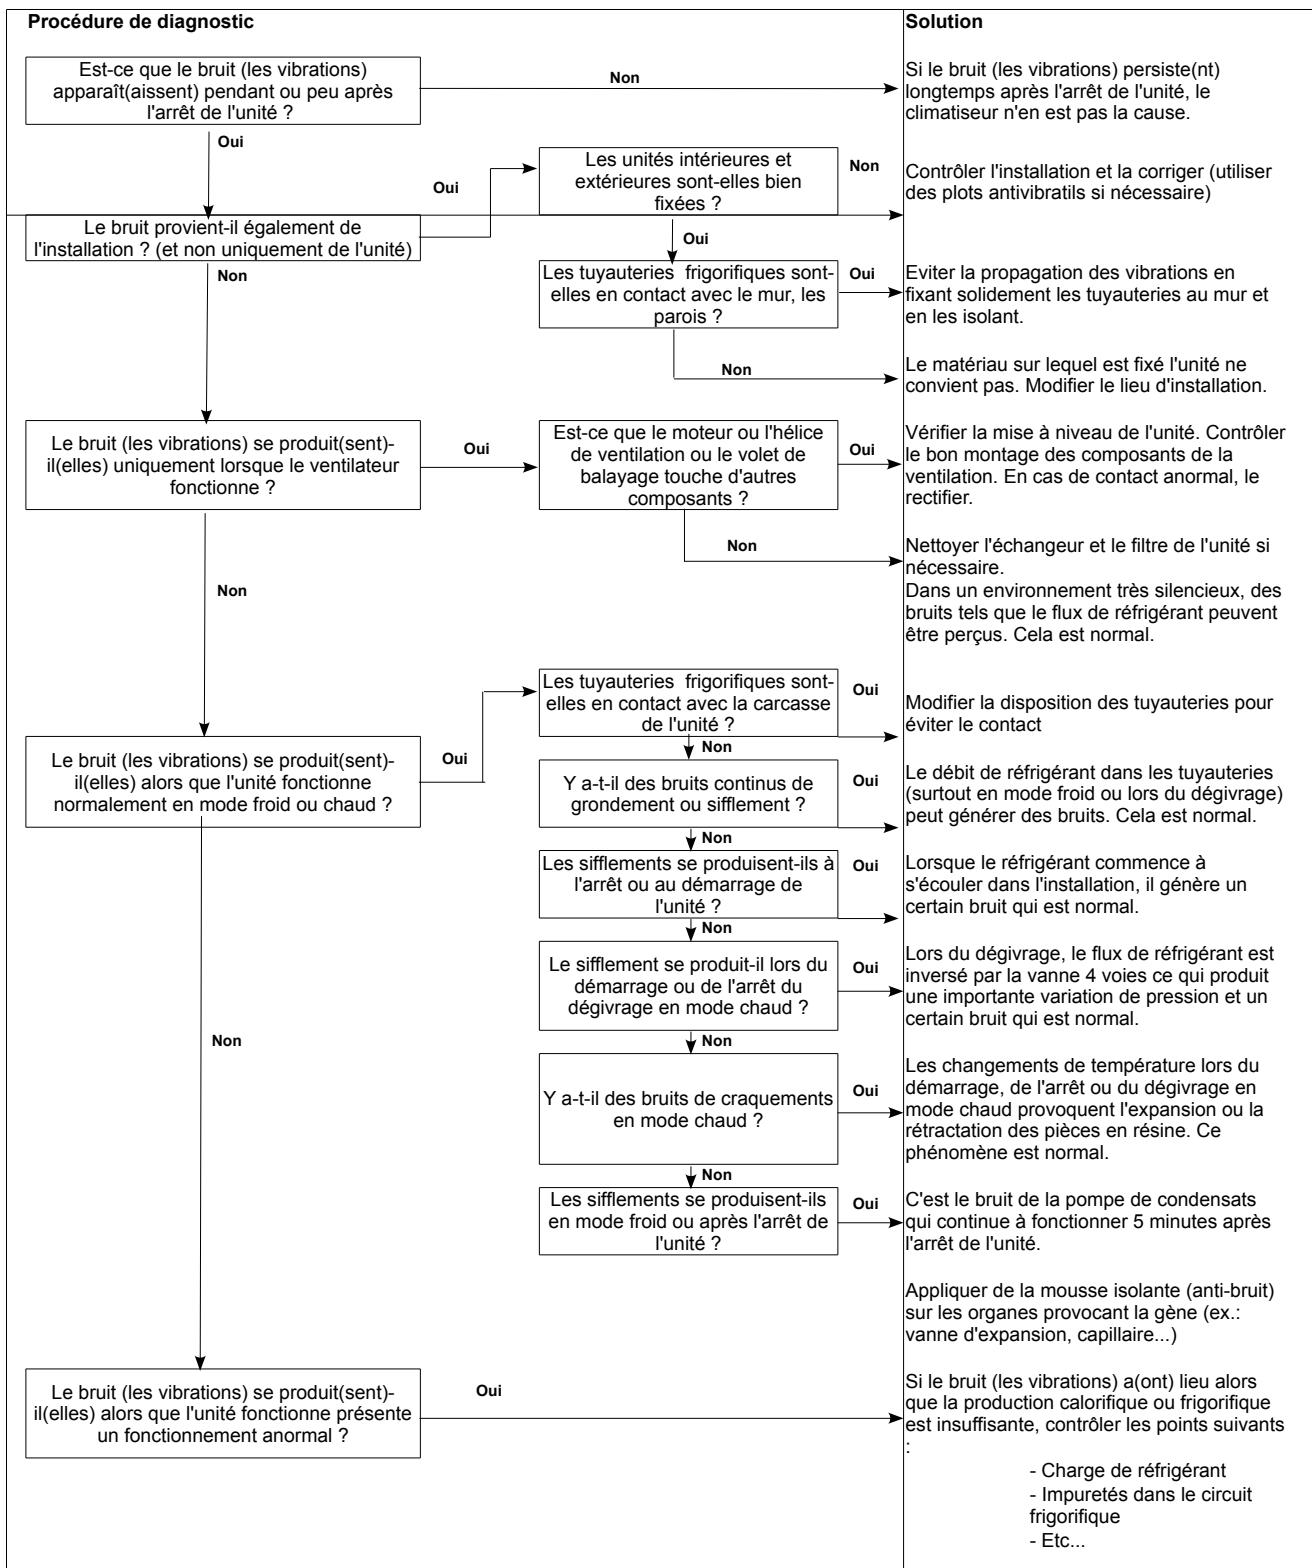 Procédure de diagnostic
Solution
Est-ce que le bruit (les vibrations)
apparaît(aissent) pendant ou peu après
l'arrêt de l'unité ?
Non
Si le bruit (les vibrations) persiste(nt)
longtemps après l'arrêt de l'unité, le
climatiseur n'en est pas la cause.
Oui
Le bruit provient-il également de
l'installation ? (et non uniquement de l'unité)
Oui
Les unités intérieures et
extérieures sont-elles bien
fixées ?
Non
Contrôler l'installation et la corriger (utiliser
des plots antivibratils si nécessaire)
Oui
Les tuyauteries  frigorifiques sont-
elles en contact avec le mur, les
parois ?
Oui
Eviter la propagation des vibrations en
fixant solidement les tuyauteries au mur et
en les isolant.
Non
Le matériau sur lequel est fixé l'unité ne
convient pas. Modifier le lieu d'installation.
Non
Le bruit (les vibrations) se produit(sent)-
il(elles) uniquement lorsque le ventilateur
fonctionne ?
Oui
Est-ce que le moteur ou l'hélice
de ventilation ou le volet de
balayage touche d'autres
composants ?
Oui
Vérifier la mise à niveau de l'unité. Contrôler
le bon montage des composants de la
ventilation. En cas de contact anormal, le
rectifier.
Non
Nettoyer l'échangeur et le filtre de l'unité si
nécessaire.
Dans un environnement très silencieux, des
bruits tels que le flux de réfrigérant peuvent
être perçus. Cela est normal.
Non
Le bruit (les vibrations) se produit(sent)-
il(elles) alors que l'unité fonctionne
normalement en mode froid ou chaud ?
Oui
Les tuyauteries  frigorifiques sont-
elles en contact avec la carcasse
de l'unité ?
Oui
Modifier la disposition des tuyauteries pour
éviter le contact
Non
Y a-t-il des bruits continus de
grondement ou sifflement ?
Oui
Le débit de réfrigérant dans les tuyauteries
(surtout en mode froid ou lors du dégivrage)
peut générer des bruits. Cela est normal.
Non
Les sifflements se produisent-ils à
l'arrêt ou au démarrage de
l'unité ?
Oui
Lorsque le réfrigérant commence à
s'écouler dans l'installation, il génère un
certain bruit qui est normal.
Non
Le sifflement se produit-il lors du
démarrage ou de l'arrêt du
dégivrage en mode chaud ?
Oui
Lors du dégivrage, le flux de réfrigérant est
inversé par la vanne 4 voies ce qui produit
une importante variation de pression et un
certain bruit qui est normal.
Non
Y a-t-il des bruits de craquements
en mode chaud ?
Oui
Les changements de température lors du
démarrage, de l'arrêt ou du dégivrage en
mode chaud provoquent l'expansion ou la
rétractation des pièces en résine. Ce
phénomène est normal.
Non
Les sifflements se produisent-ils
en mode froid ou après l'arrêt de
l'unité ?
Oui
C'est le bruit de la pompe de condensats
qui continue à fonctionner 5 minutes après
l'arrêt de l'unité.
Appliquer de la mousse isolante (anti-bruit)
sur les organes provocant la gène (ex.:
vanne d'expansion, capillaire...)
Non
Le bruit (les vibrations) se produit(sent)-
il(elles) alors que l'unité fonctionne présente
un fonctionnement anormal ?
Oui
Si le bruit (les vibrations) a(ont) lieu alors
que la production calorifique ou frigorifique
est insuffisante, contrôler les points suivants
:
- Charge de réfrigérant
- Impuretés dans le circuit
frigorifique
- Etc...